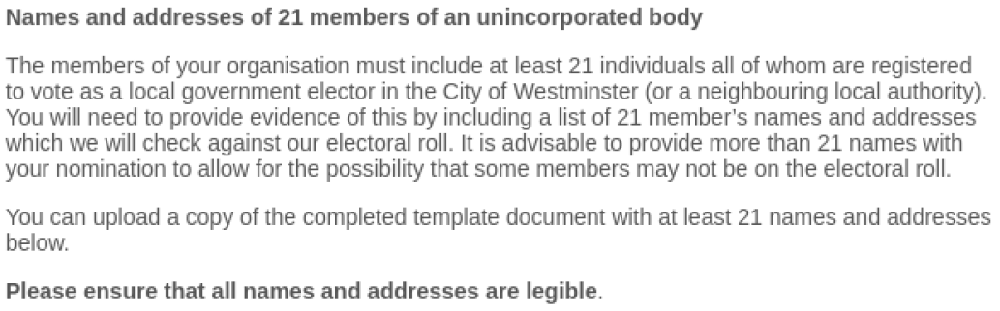 Names and addresses of 21 members of an unincorporated body
The members of your organisation must include at least 21 individuals all of whom are registered
to vote as a local government elector in the City of Westminster (or a neighbouring local authority).
You will need to provide evidence of this by including a list of 21 member’s names and addresses
which we will check against our electoral roll. It is advisable to provide more than 21 names with
your nomination to allow for the possibility that some members may not be on the electoral roll.
You can upload a copy of the completed template document with at least 21 names and addresses
below.
Please ensure that all names and addresses are legible.